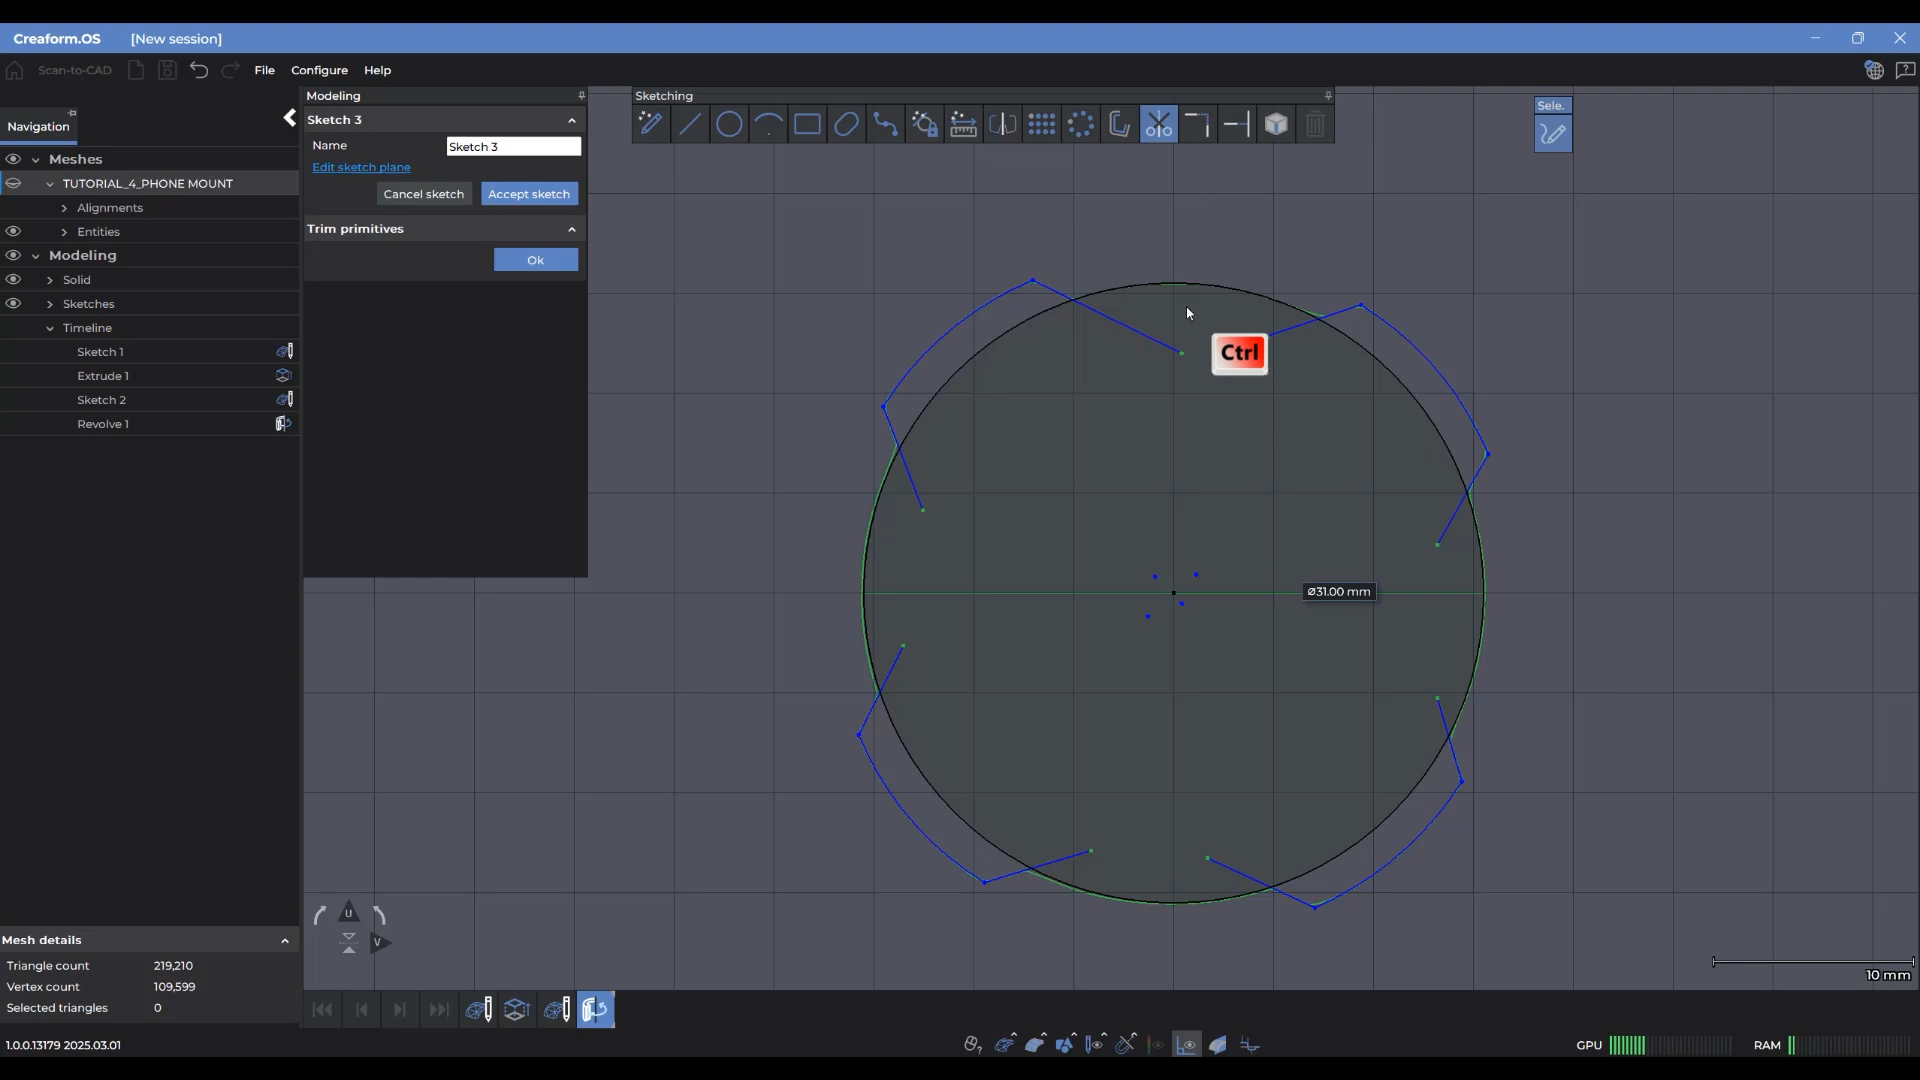 Creaform.OS [New session]
Scan-to-CAD File Configure Help
Navigation
Meshes
TUTORIAL_4_PHONE MOUNT
Alignments
Entities
Modeling
Solid
Sketches
Timeline
Sketch 1
Extrude 1
Sketch 2
Revolve 1
Mesh details
Triangle count 219,210
Vertex count 109,599
Selected triangles 0
1.0.0.13179 2025.03.01
Modeling
Sketch 3
Name Sketch 3
Edit sketch plane
Cancel sketch Accept sketch
Trim primitives
Ok
Sketching
Sele.
Ctrl
⌀31.00 mm
U
V
10 mm
GPU RAM